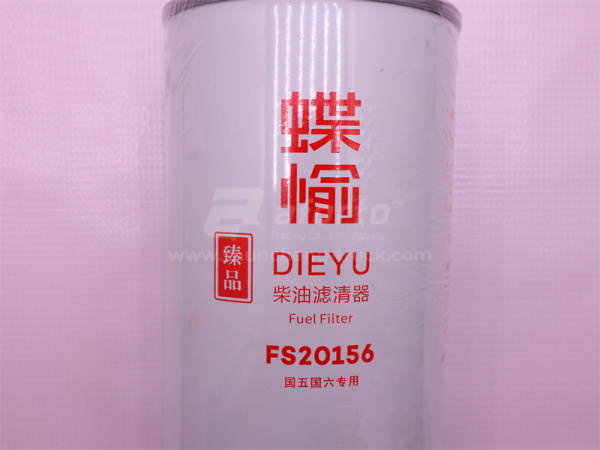 蝶
愉
臻品
DIEYU
柴油滤清器
Fuel Filter
FS20156
国五国六专用